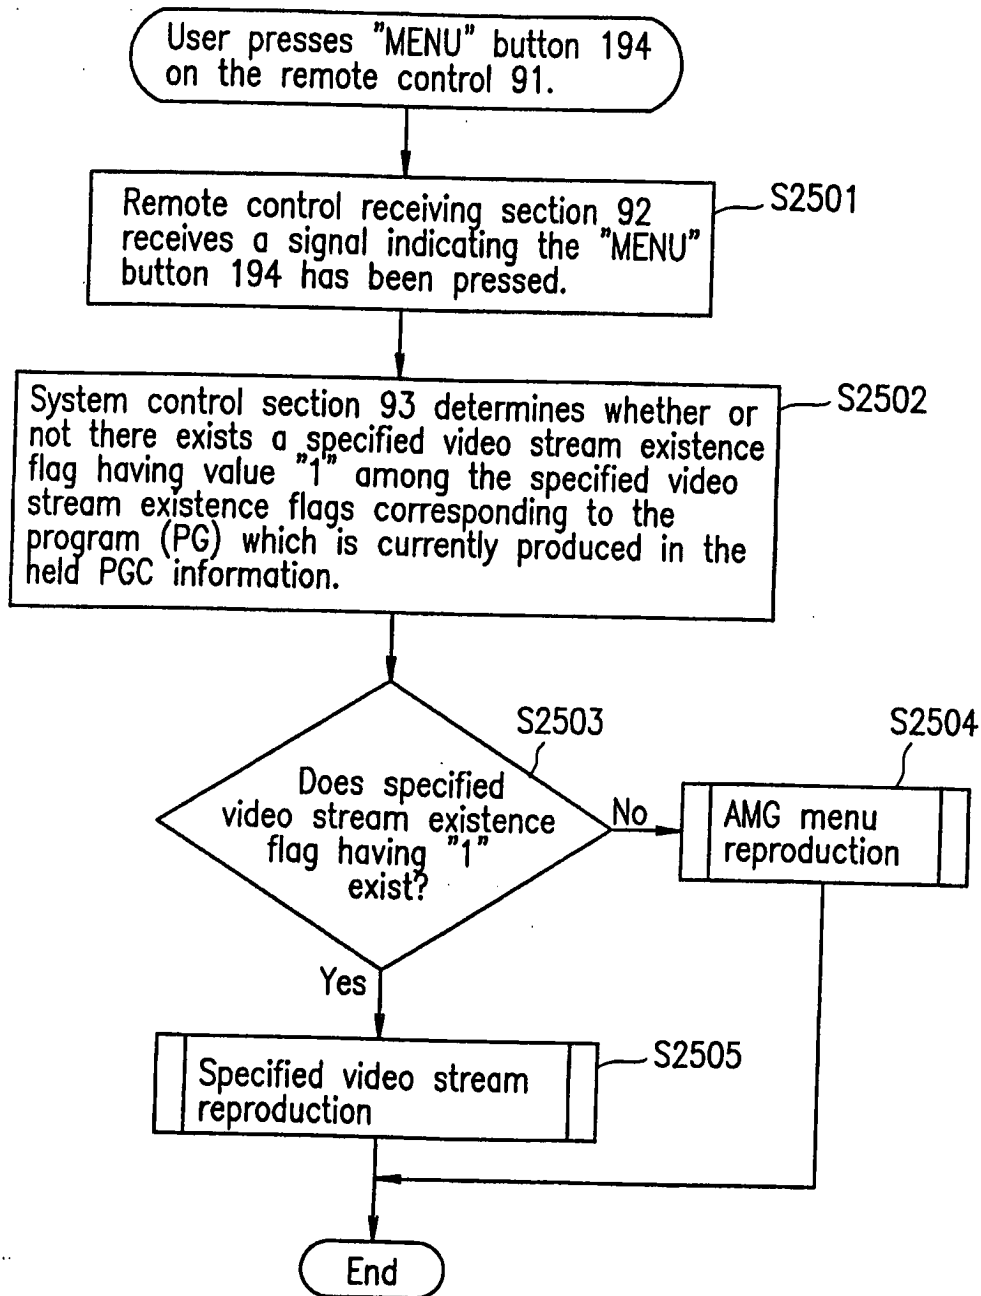 User presses "MENU" button 194
on the remote control 91.
Remote control receiving section 92
receives a signal indicating the "MENU"
button 194 has been pressed.
S2501
System control section 93 determines whether or
not there exists a specified video stream existence
flag having value "1" among the specified video
stream existence flags corresponding to the
program (PG) which is currently produced in the
held PGC information.
S2502
S2503
Does specified
video stream existence
flag having "1"
exist?
No
S2504
AMG menu
reproduction
Yes
S2505
Specified video stream
reproduction
End